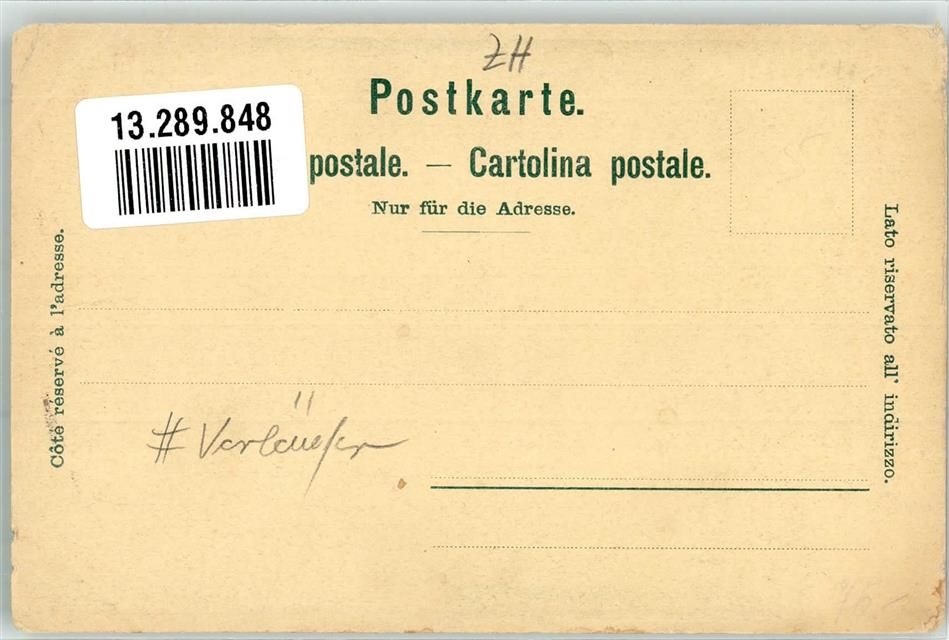 ZH
Postkarte.
13.289.848
postale. — Cartolina postale.
Nur für die Adresse.
Côté réservé à l'adresse.
Lato riservato all' indirizzo.
# Vorläufer